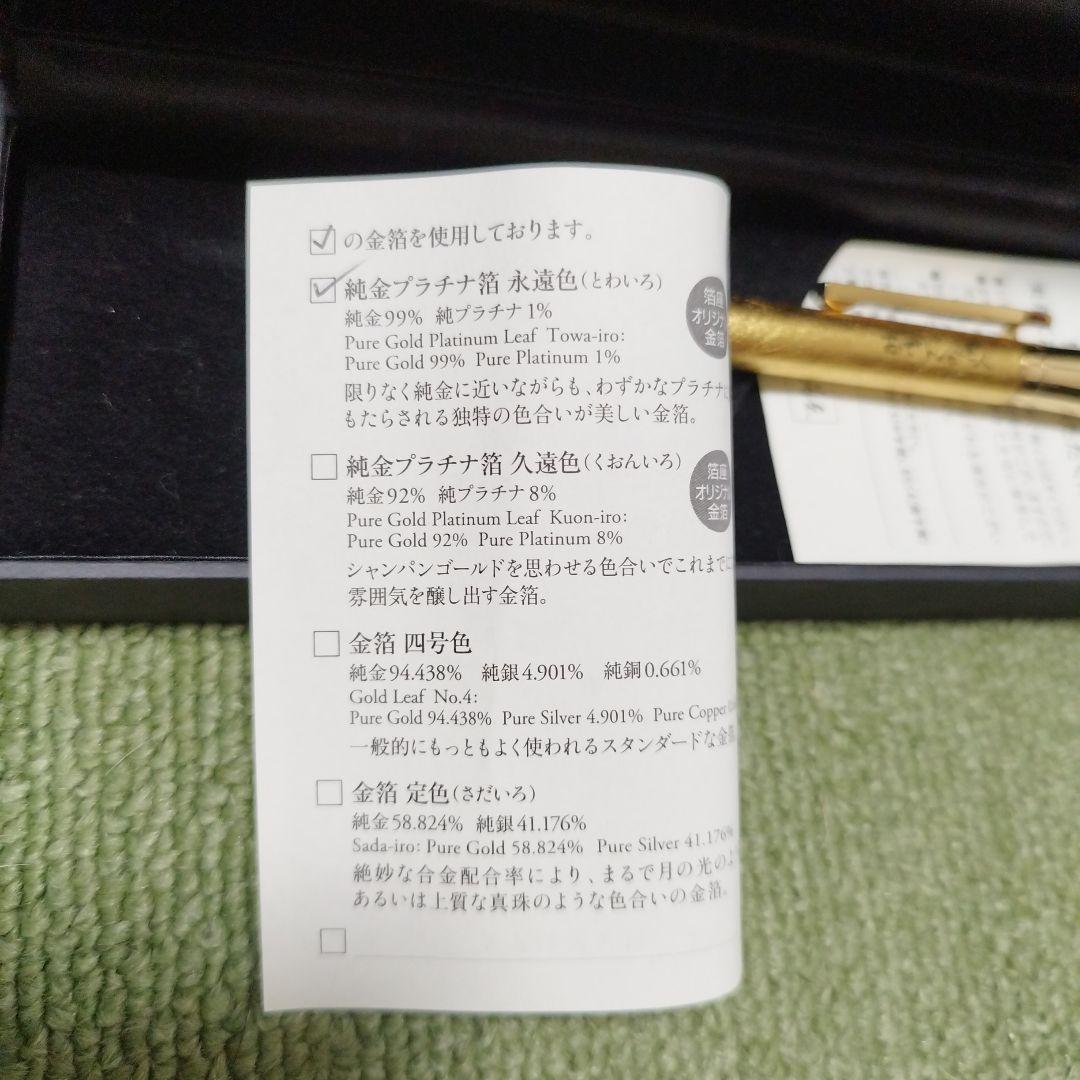 の金箔を使用しております。
純金プラチナ箔 永遠色(とわいろ)
純金99% 純プラチナ1%
Pure Gold Platinum Leaf Towa-iro:
Pure Gold 99% Pure Platinum 1%
限りなく純金に近いながらも、わずかなプラチナに
もたらされる独特の色合いが美しい金箔。
箔座
オリジナ
金箔
純金プラチナ箔 久遠色(くおんいろ)
純金92% 純プラチナ8%
Pure Gold Platinum Leaf Kuon-iro:
Pure Gold 92% Pure Platinum 8%
シャンパンゴールドを思わせる色合いでこれまでに
雰囲気を醸し出す金箔。
箔座
オリジナ
金箔
金箔 四号色
純金94.438% 純銀4.901% 純銅0.661%
Gold Leaf No.4:
Pure Gold 94.438% Pure Silver 4.901% Pure Copper
一般的にもっともよく使われるスタンダードな金箔
金箔 定色(さだいろ)
純金58.824% 純銀41.176%
Sada-iro: Pure Gold 58.824% Pure Silver 41.176%
絶妙な合金配合率により、まるで月の光のよ
あるいは上質な真珠のような色合いの金箔。